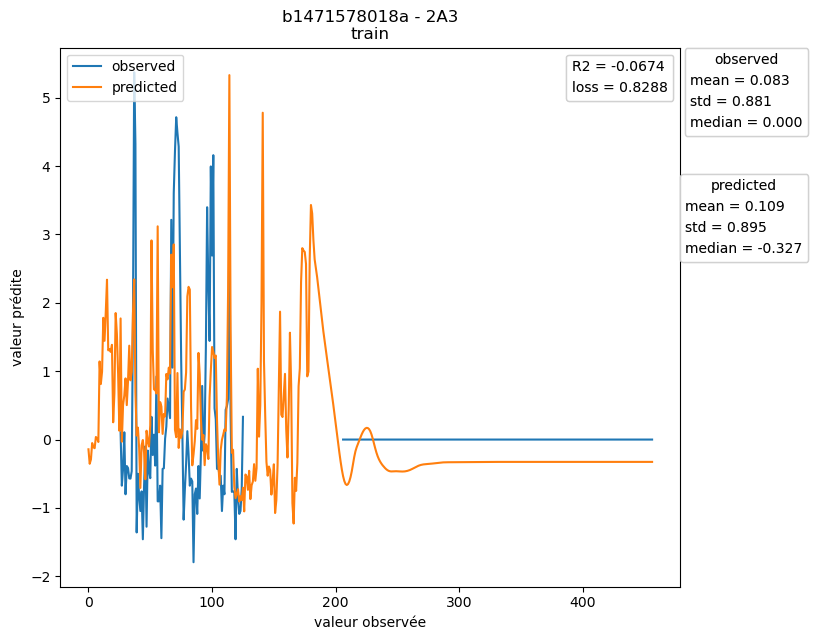 b1471578018a - 2A3
train
observed
predicted
R2 = -0.0674
loss = 0.8288
observed
mean = 0.083
std = 0.881
median = 0.000
predicted
mean = 0.109
std = 0.895
median = -0.327
valeur prédite
5
4
3
2
1
0
−1
−2
0
100
200
300
400
valeur observée